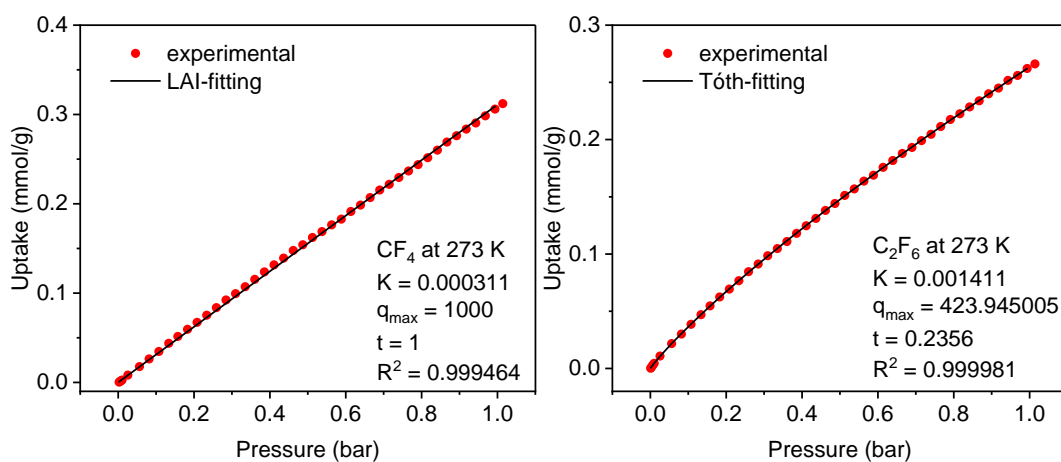 experimental
LAI-fitting
CF4 at 273 K
K = 0.000311
qmax = 1000
t = 1
R2 = 0.999464
0.4
0.3
0.2
0.1
0.0
0.0
0.2
0.4
0.6
0.8
1.0
Uptake (mmol/g)
Pressure (bar)
experimental
Tóth-fitting
C2F6 at 273 K
K = 0.001411
qmax = 423.945005
t = 0.2356
R2 = 0.999981
0.3
0.2
0.1
0.0
0.0
0.2
0.4
0.6
0.8
1.0
Uptake (mmol/g)
Pressure (bar)